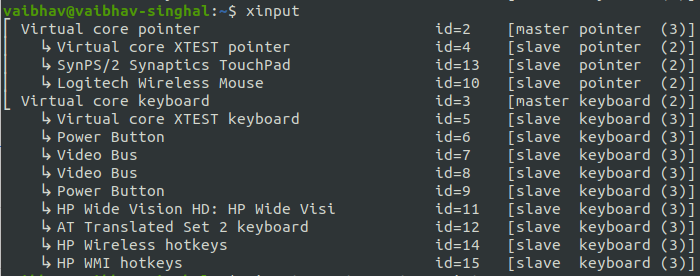 vaibhav@vaibhav-singhal:~$ xinput
⎡ Virtual core pointer id=2 [master pointer (3)]
↳ Virtual core XTEST pointer id=4 [slave pointer (2)]
↳ SynPS/2 Synaptics TouchPad id=13 [slave pointer (2)]
↳ Logitech Wireless Mouse id=10 [slave pointer (2)]
⎣ Virtual core keyboard id=3 [master keyboard (2)]
↳ Virtual core XTEST keyboard id=5 [slave keyboard (3)]
↳ Power Button id=6 [slave keyboard (3)]
↳ Video Bus id=7 [slave keyboard (3)]
↳ Video Bus id=8 [slave keyboard (3)]
↳ Power Button id=9 [slave keyboard (3)]
↳ HP Wide Vision HD: HP Wide Visi id=11 [slave keyboard (3)]
↳ AT Translated Set 2 keyboard id=12 [slave keyboard (3)]
↳ HP Wireless hotkeys id=14 [slave keyboard (3)]
↳ HP WMI hotkeys id=15 [slave keyboard (3)]